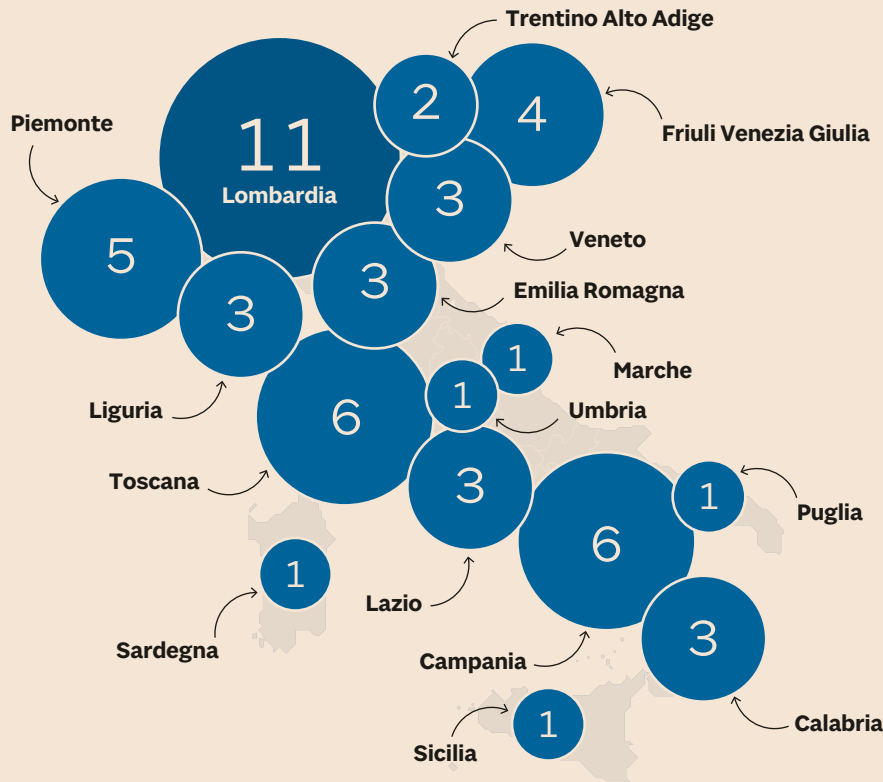 Trentino Alto Adige
2
4
Piemonte
11
Friuli Venezia Giulia
Lombardia
3
Veneto
5
3
Emilia Romagna
3
1
Marche
Liguria
1
Umbria
6
Toscana
3
1
Puglia
6
1
Lazio
Sardegna
3
Campania
Calabria
1
Sicilia